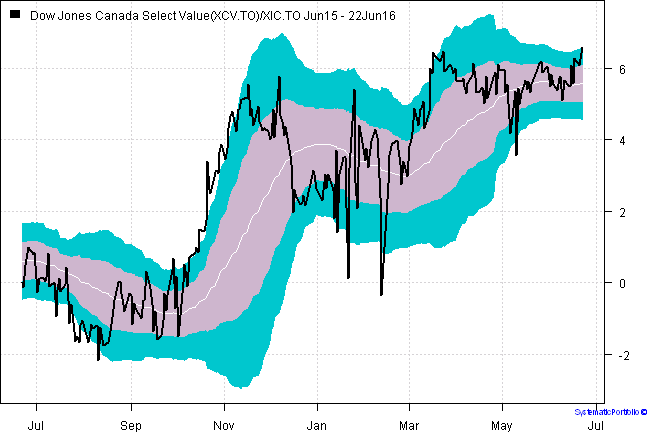 Dow Jones Canada Select Value(XCV.TO)/XIC.TO Jun15 - 22Jun16
6
4
2
0
-2
Jul Sep Nov Jan Mar May Jul
SystematicPortfolio ©